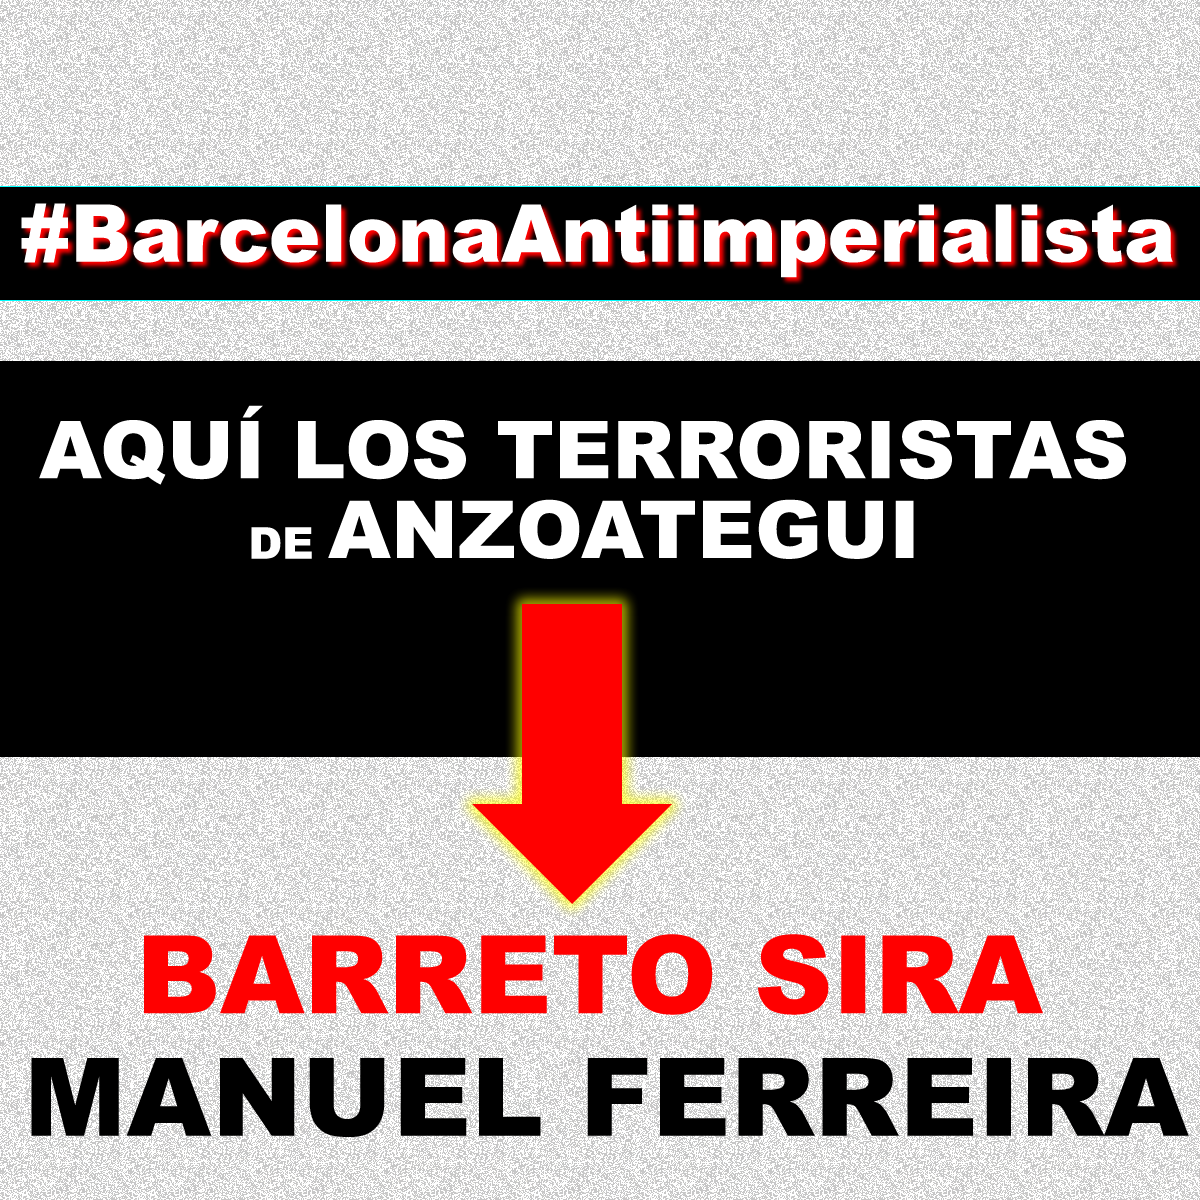 #BarcelonaAntiimperialista
AQUÍ LOS TERRORISTAS
DE ANZOATEGUI
BARRETO SIRA
MANUEL FERREIRA